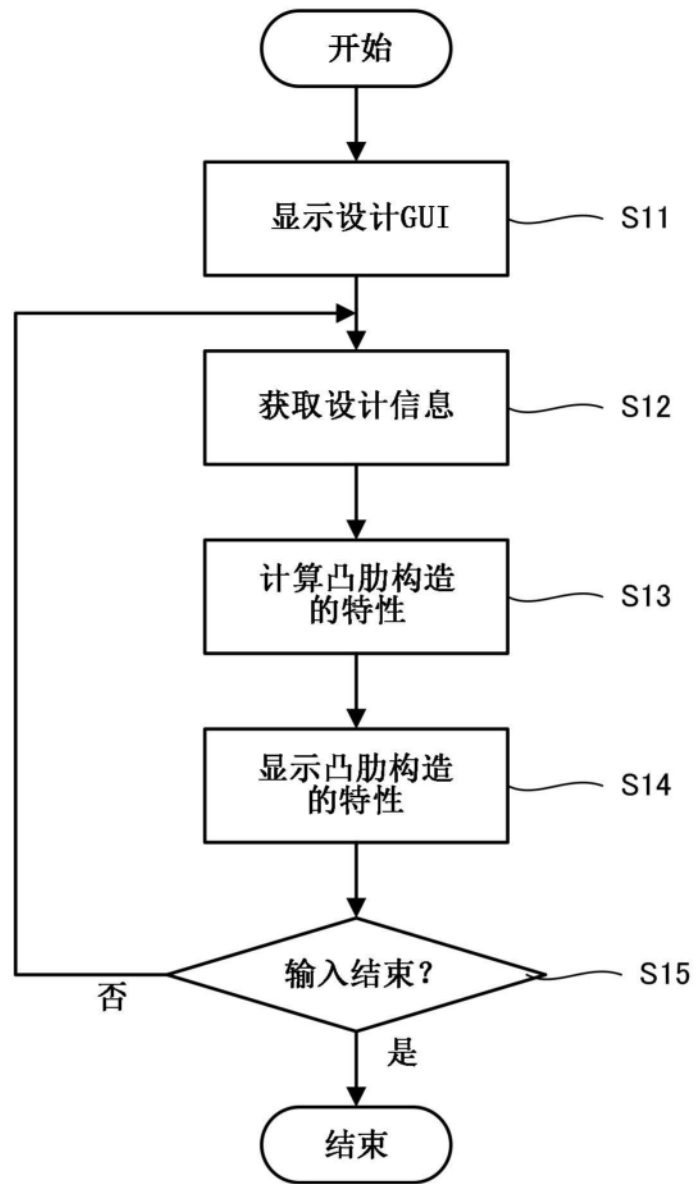 开始
显示设计GUI
S11
获取设计信息
S12
计算凸肋构造
的特性
S13
显示凸肋构造
的特性
S14
输入结束？
S15
否
是
结束